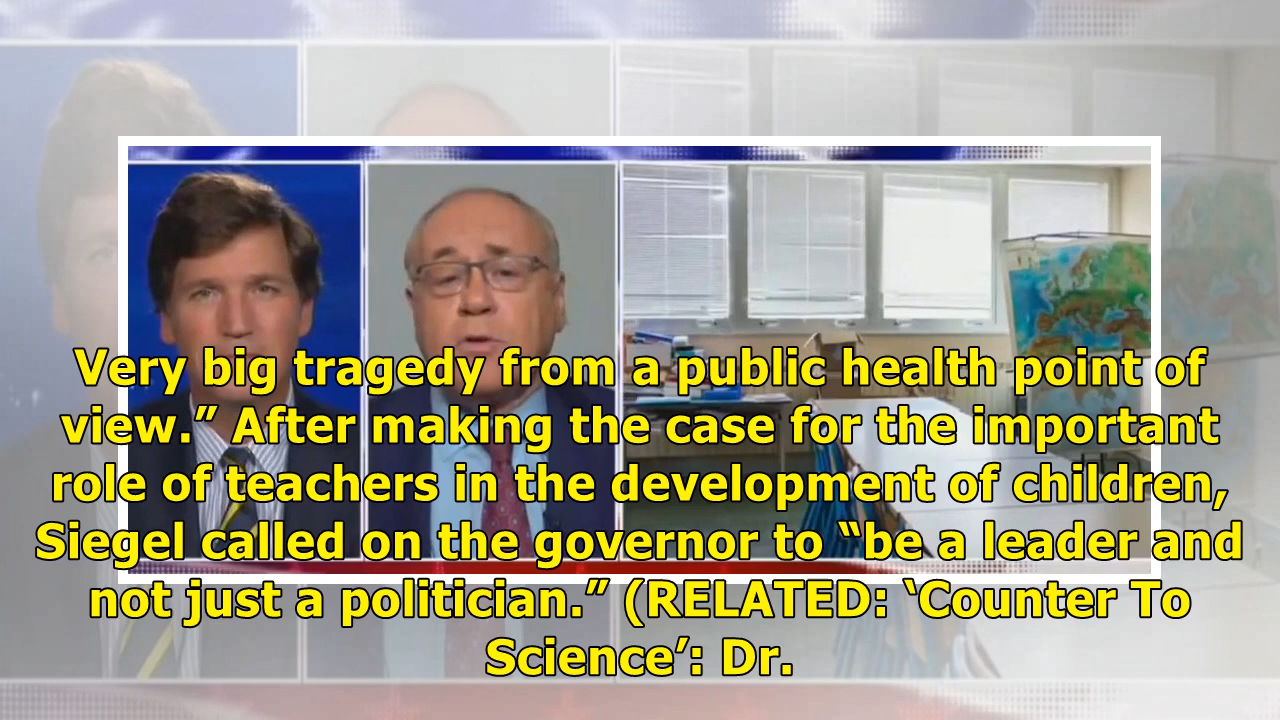 Very big tragedy from a public health point of
view.” After making the case for the important
role of teachers in the development of children,
Siegel called on the governor to “be a leader and
not just a politician.” (RELATED: ‘Counter To
Science’: Dr.